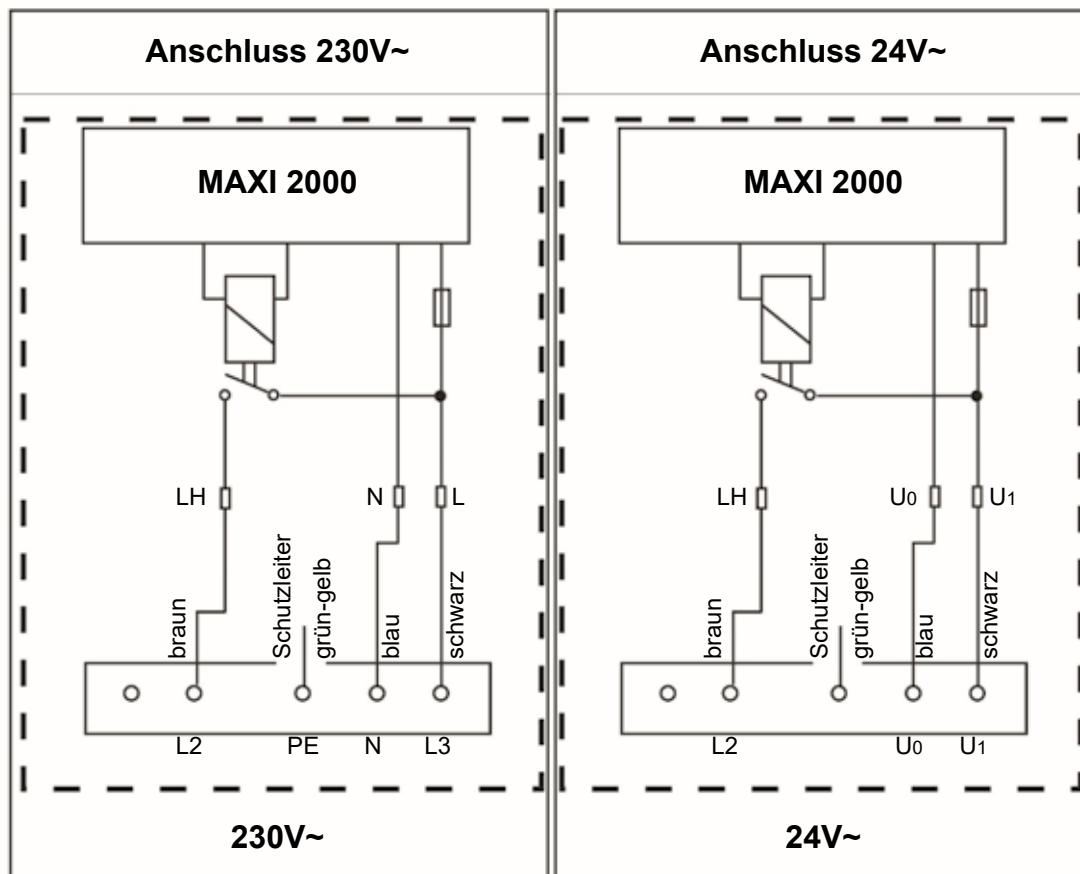 Anschluss 230V~
MAXI 2000
LH
N
L
braun
Schutzleiter
grün-gelb
blau
schwarz
L2
PE
N
L3
230V~
Anschluss 24V~
MAXI 2000
LH
U0
U1
braun
Schutzleiter
grün-gelb
blau
schwarz
L2
U0
U1
24V~